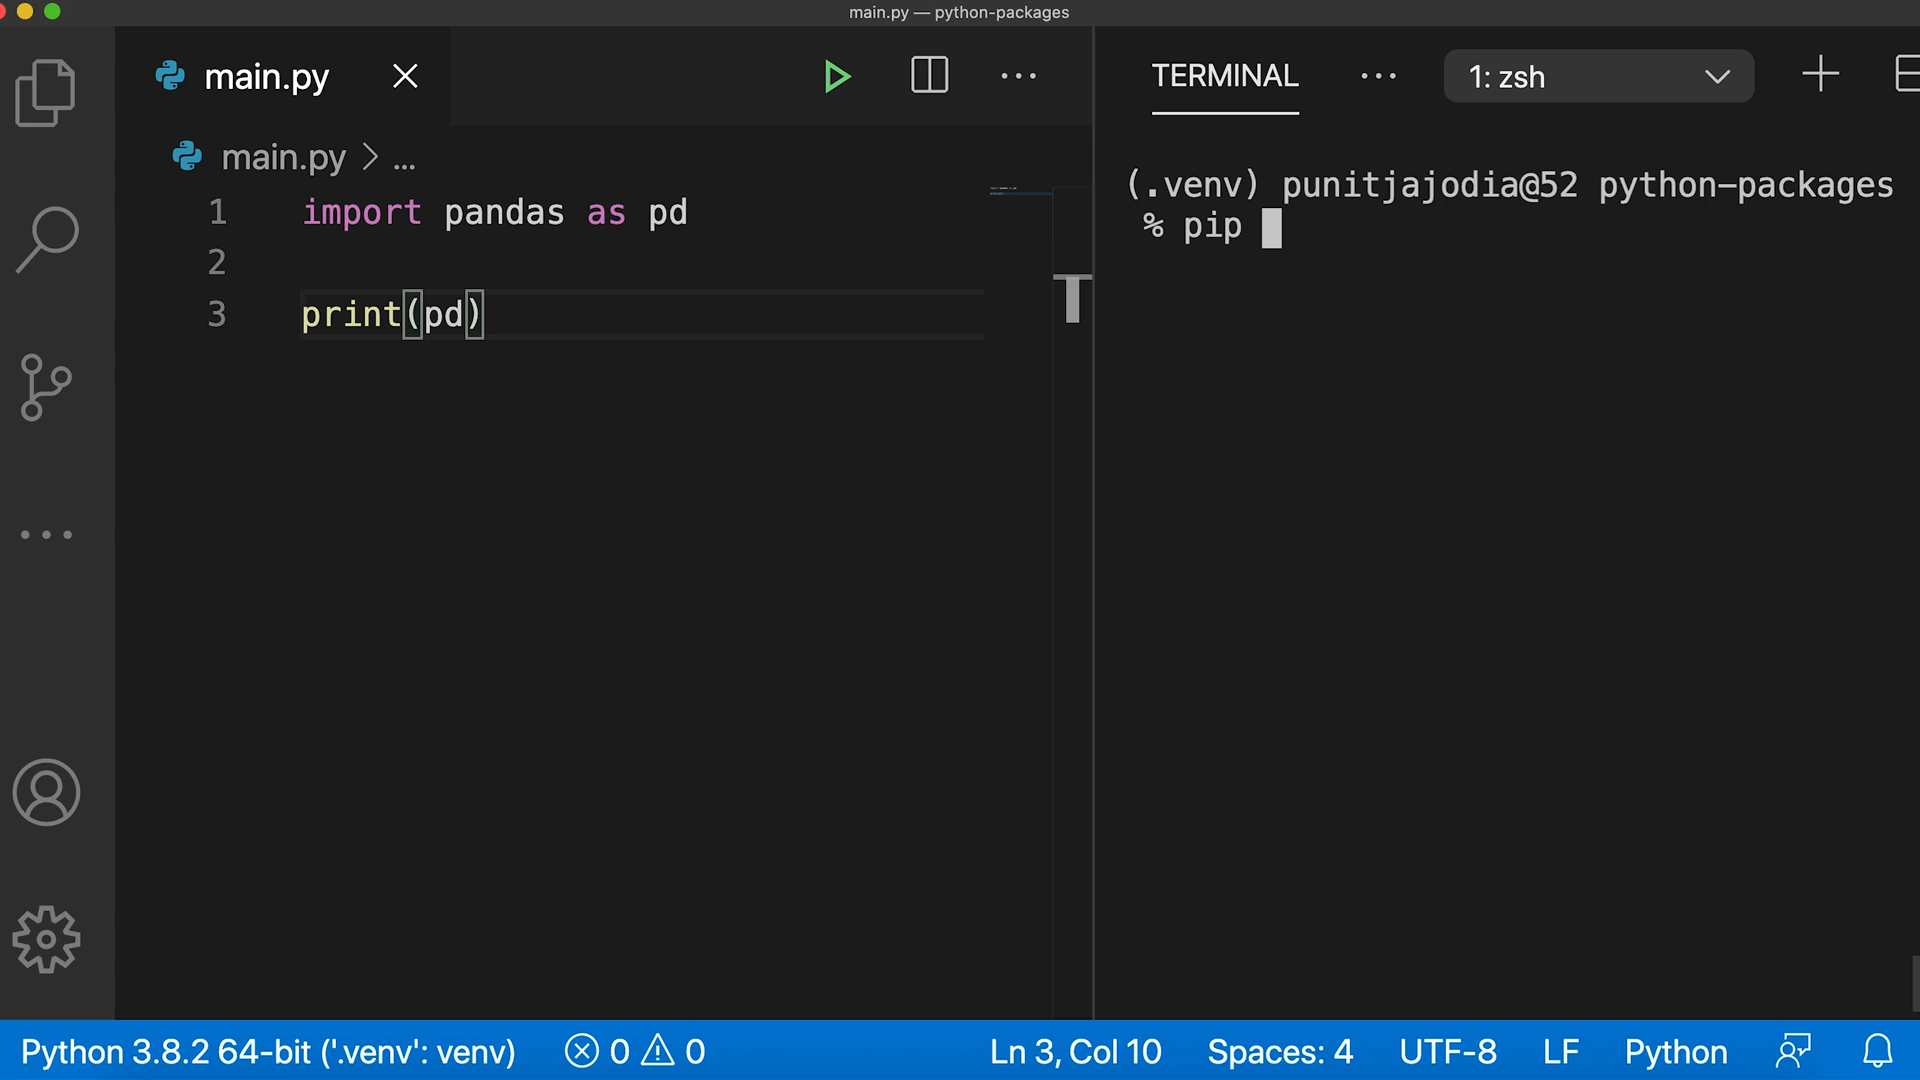 main.py — python-packages
main.py
main.py > ...
1 import pandas as pd
2
3 print(pd)
TERMINAL
1: zsh
(.venv) punitjajodia@52 python-packages
% pip
Python 3.8.2 64-bit ('.venv': venv)
0
0
Ln 3, Col 10
Spaces: 4
UTF-8
LF
Python